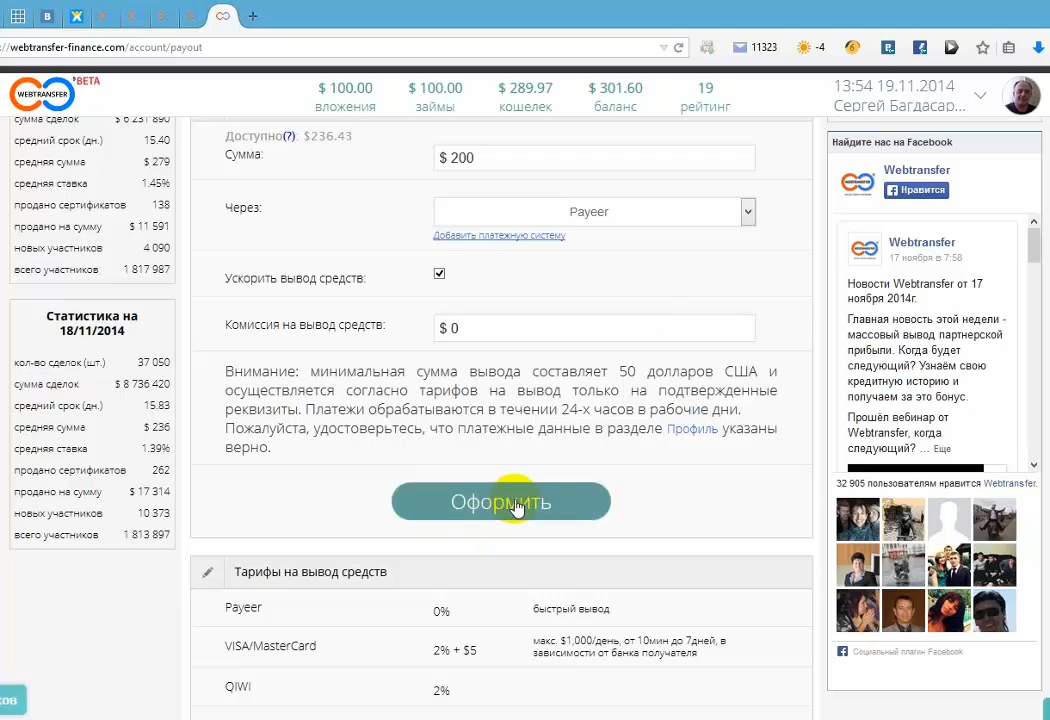 B
://webtransfer-finance.com/account/payout
11323
-4
WEBTRANSFER
BETA
$ 100.00
вложения
$ 100.00
займы
$ 289.97
кошелек
$ 301.60
баланс
19
рейтинг
13:54 19.11.2014
Сергей Багдасар...
сумма сделок $ 6 231 890
средний срок (дн.) 15.40
средняя сумма $ 279
средняя ставка 1.45%
продано сертификатов 138
продано на сумму $ 11 591
новых участников 4 090
всего участников 1 817 987
Статистика на
18/11/2014
кол-во сделок (шт.) 37 050
сумма сделок $ 8 736 420
средний срок (дн.) 15.83
средняя сумма $ 236
средняя ставка 1.39%
продано сертификатов 262
продано на сумму $ 17 314
новых участников 10 373
всего участников 1 813 897
ков
Доступно(?): $236.43
Сумма: $ 200
Через: Payeer
Добавить платежную систему
Ускорить вывод средств:
Комиссия на вывод средств: $ 0
Внимание: минимальная сумма вывода составляет 50 долларов США и
осуществляется согласно тарифов на вывод только на подтвержденные
реквизиты. Платежи обрабатываются в течении 24-х часов в рабочие дни.
Пожалуйста, удостоверьтесь, что платежные данные в разделе Профиль указаны
верно.
Оформить
Тарифы на вывод средств
Payeer 0% быстрый вывод
VISA/MasterCard 2% + $5 макс. $1,000/день, от 10мин до 7дней, в
зависимости от банка получателя
QIWI 2%
Найдите нас на Facebook
Webtransfer
Нравится
Webtransfer
17 ноября в 7:58
Новости Webtransfer от 17
ноября 2014г.
Главная новость этой недели -
массовый вывод партнерской
прибыли. Когда будет
следующий? Узнаём свою
кредитную историю и
получаем за это бонус.
Прошёл вебинар от
Webtransfer, когда
следующий? ... Еще
32 905 пользователям нравится Webtransfer.
Социальный плагин Facebook